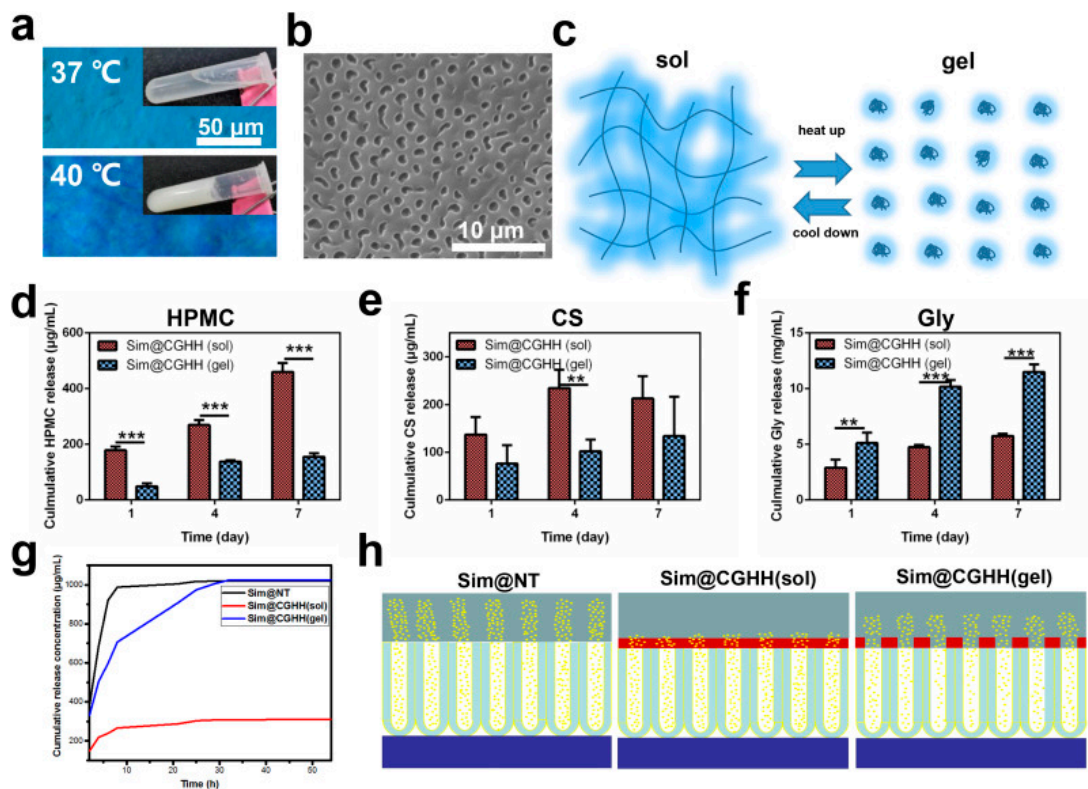 a
37 ℃
50 μm
40 ℃
b
10 μm
c
sol
gel
heat up
cool down
d
HPMC
Culmulative HPMC release (μg/mL)
600
400
200
0
Sim@CGHH (sol)
Sim@CGHH (gel)
***
***
***
1
4
7
Time (day)
e
CS
Culmulative CS release (μg/mL)
300
200
100
0
Sim@CGHH (sol)
Sim@CGHH (gel)
**
1
4
7
Time (day)
f
Gly
Culmulative Gly release (mg/mL)
15
10
5
0
Sim@CGHH (sol)
Sim@CGHH (gel)
**
***
***
1
4
7
Time (day)
g
Cumulative release concentration (μg/mL)
1000
800
600
400
200
Sim@NT
Sim@CGHH(sol)
Sim@CGHH(gel)
10
20
30
40
50
Time (h)
h
Sim@NT
Sim@CGHH(sol)
Sim@CGHH(gel)